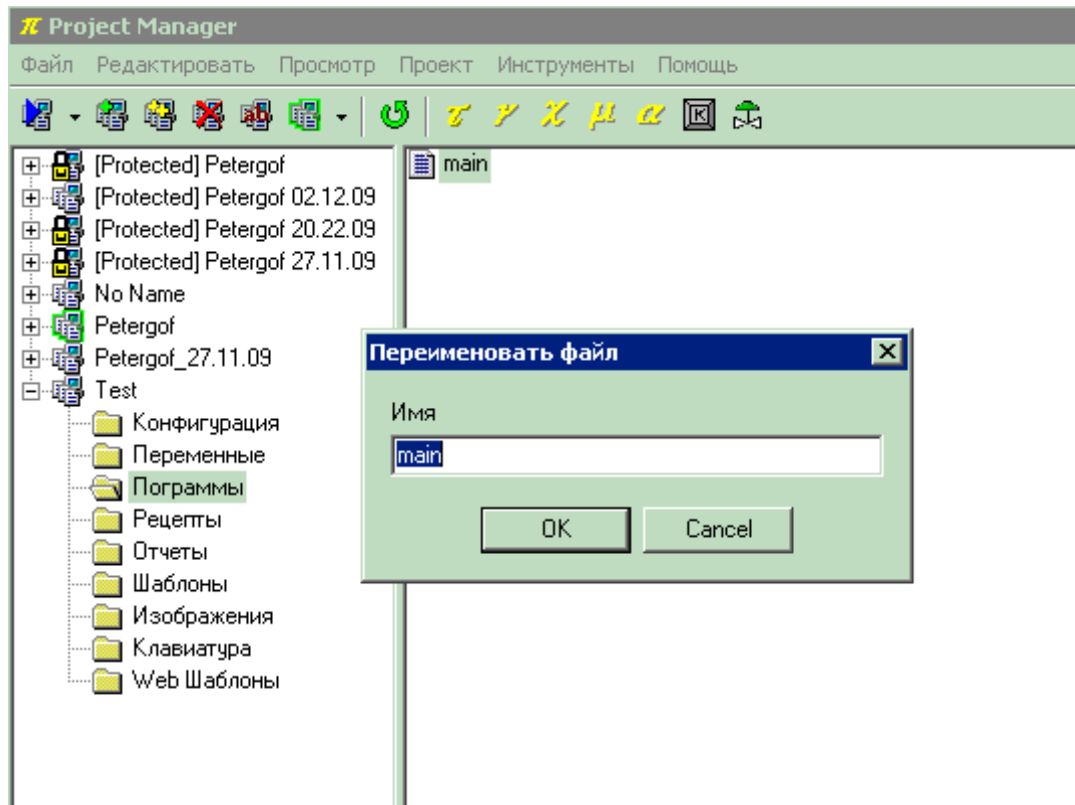 π Project Manager
Файл Редактировать Просмотр Проект Инструменты Помощь
ab τ γ χ μ α K
[Protected] Petergof
[Protected] Petergof 02.12.09
[Protected] Petergof 20.22.09
[Protected] Petergof 27.11.09
No Name
Petergof
Petergof_27.11.09
Test
Конфигурация
Переменные
Пограммы
Рецепты
Отчеты
Шаблоны
Изображения
Клавиатура
Web Шаблоны
main
Переименовать файл
Имя
main
OK Cancel